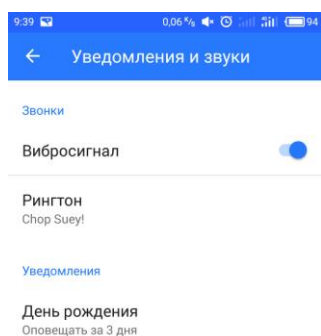 9:39 0,06 ᴷ/s 94
Уведомления и звуки
Звонки
Вибросигнал
Рингтон
Chop Suey!
Уведомления
День рождения
Оповещать за 3 дня